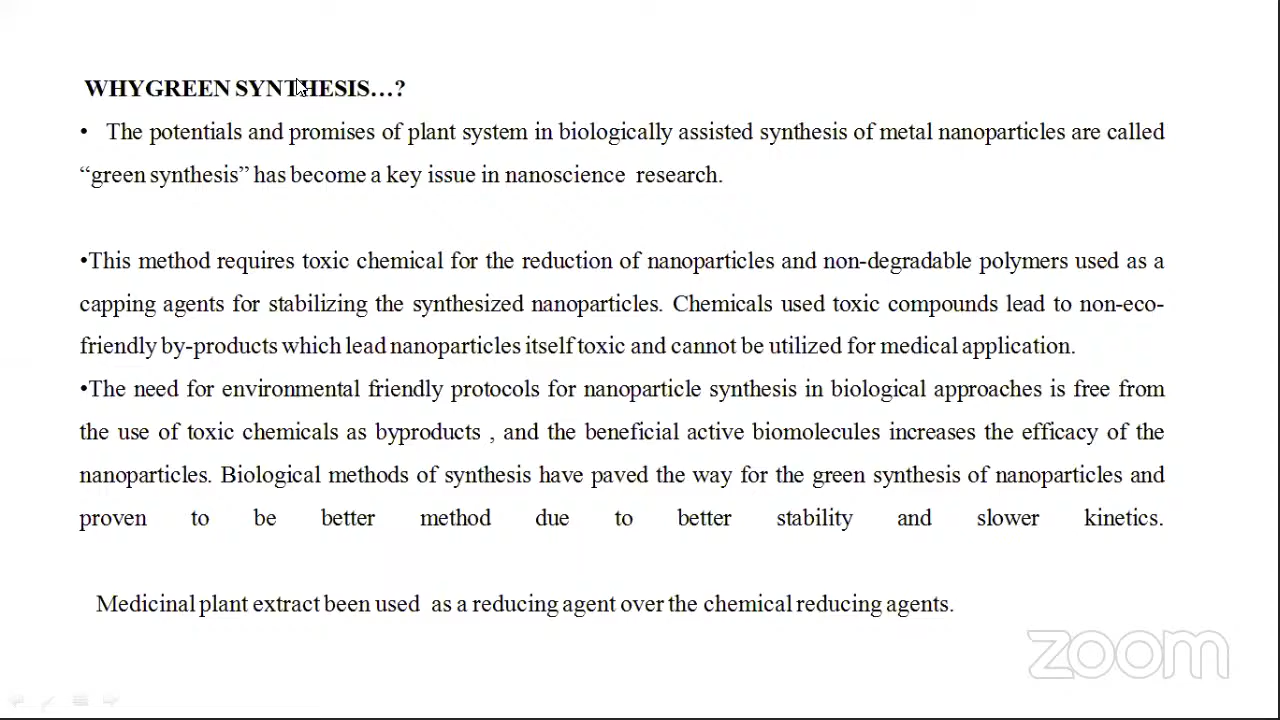 WHYGREEN SYNTHESIS...?
• The potentials and promises of plant system in biologically assisted synthesis of metal nanoparticles are called
“green synthesis” has become a key issue in nanoscience research.
•This method requires toxic chemical for the reduction of nanoparticles and non-degradable polymers used as a
capping agents for stabilizing the synthesized nanoparticles. Chemicals used toxic compounds lead to non-eco-
friendly by-products which lead nanoparticles itself toxic and cannot be utilized for medical application.
•The need for environmental friendly protocols for nanoparticle synthesis in biological approaches is free from
the use of toxic chemicals as byproducts , and the beneficial active biomolecules increases the efficacy of the
nanoparticles. Biological methods of synthesis have paved the way for the green synthesis of nanoparticles and
proven to be better method due to better stability and slower kinetics.
Medicinal plant extract been used as a reducing agent over the chemical reducing agents.
zoom